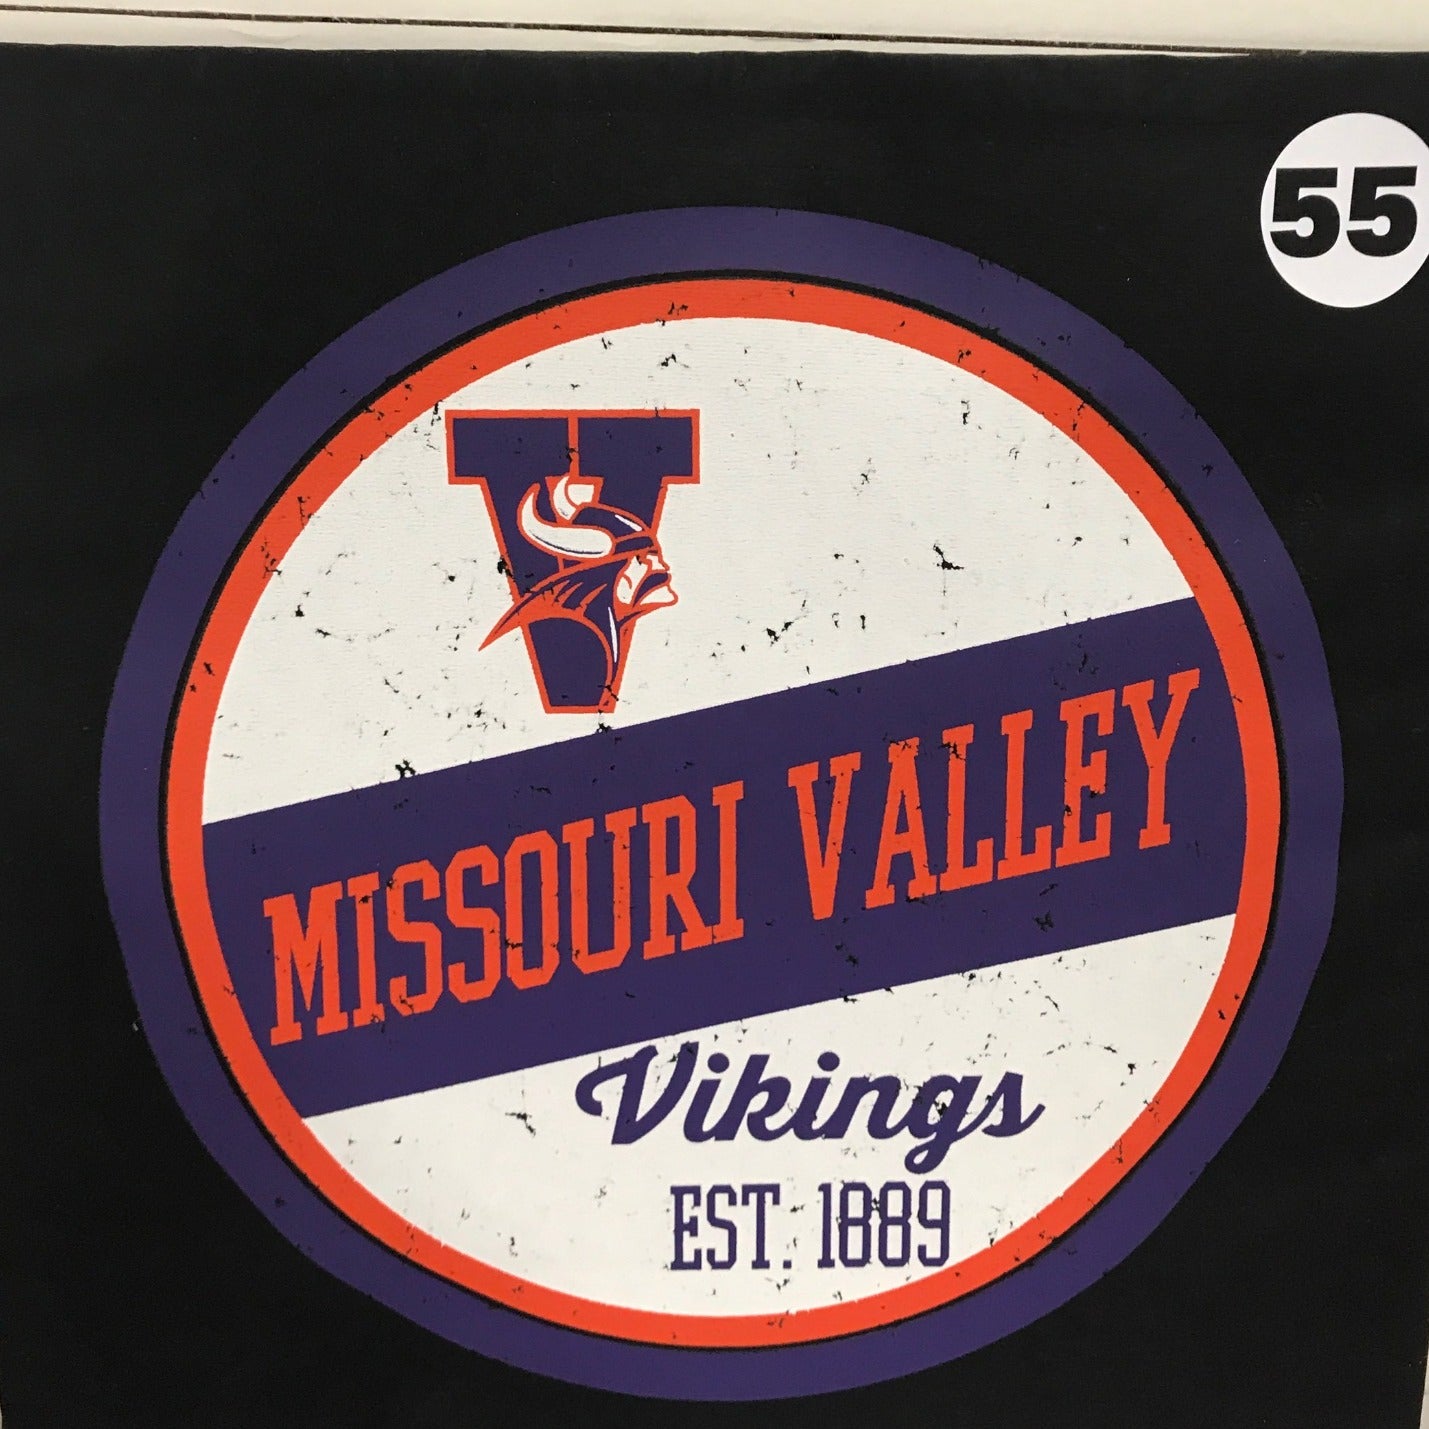 55
V
MISSOURI VALLEY
Vikings
EST. 1889